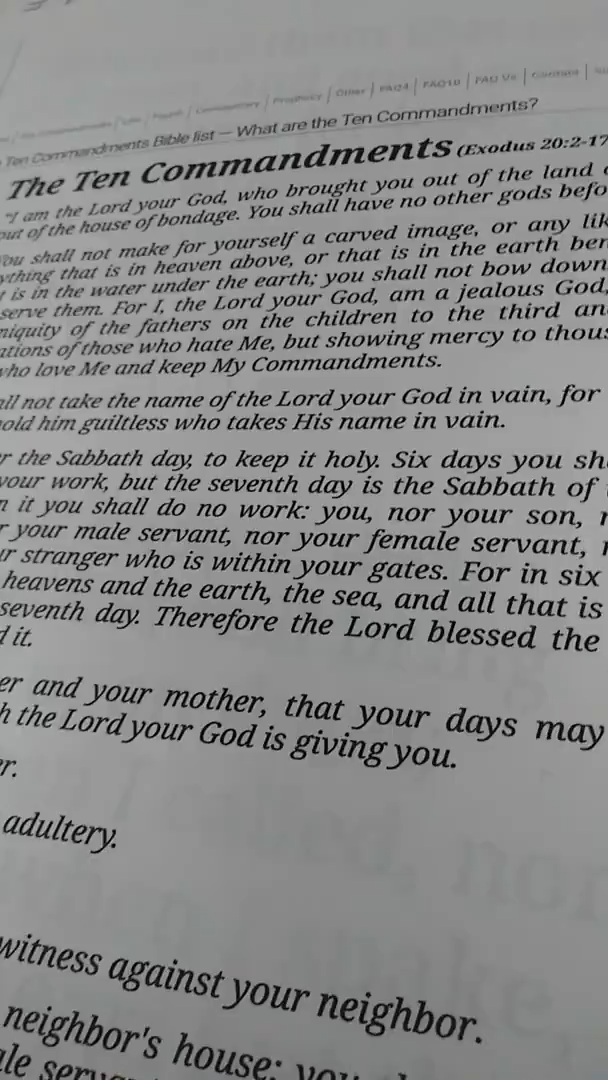 Commentary | Prophecy | Other | FAQ4 | FAQ10 | FAQ Vs | Contact
Ten Commandments Bible list — What are the Ten Commandments?
The Ten Commandments (Exodus 20:2-17
"I am the Lord your God, who brought you out of the land
out of the house of bondage. You shall have no other gods befo
You shall not make for yourself a carved image, or any lik
ything that is in heaven above, or that is in the earth ben
t is in the water under the earth; you shall not bow down
serve them. For I, the Lord your God, am a jealous God,
niquity of the fathers on the children to the third an
ations of those who hate Me, but showing mercy to thous
who love Me and keep My Commandments.
all not take the name of the Lord your God in vain, for
hold him guiltless who takes His name in vain.
r the Sabbath day, to keep it holy. Six days you sh
your work, but the seventh day is the Sabbath of
n it you shall do no work: you, nor your son, n
r your male servant, nor your female servant, n
ur stranger who is within your gates. For in six
heavens and the earth, the sea, and all that is
seventh day. Therefore the Lord blessed the
d it.
er and your mother, that your days may
h the Lord your God is giving you.
er.
adultery.
witness against your neighbor.
neighbor's house; you
ale serva